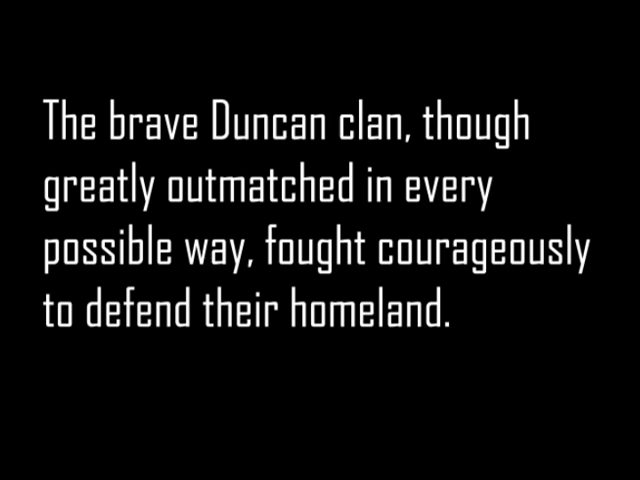 The brave Duncan clan, though
greatly outmatched in every
possible way, fought courageously
to defend their homeland.